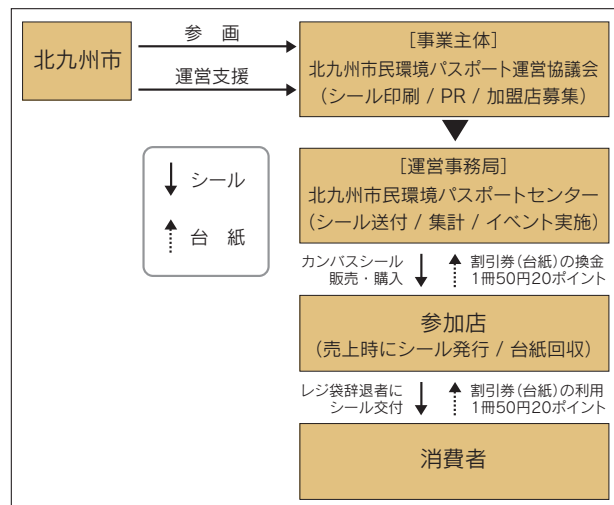 北九州市
参　画
運営支援
[事業主体]
北九州市民環境パスポート運営協議会
(シール印刷 / PR / 加盟店募集)
シール
台　紙
[運営事務局]
北九州市民環境パスポートセンター
(シール送付 / 集計 / イベント実施)
カンバスシール
販売・購入
割引券(台紙)の換金
1冊50円20ポイント
参加店
(売上時にシール発行 / 台紙回収)
レジ袋辞退者に
シール交付
割引券(台紙)の利用
1冊50円20ポイント
消費者